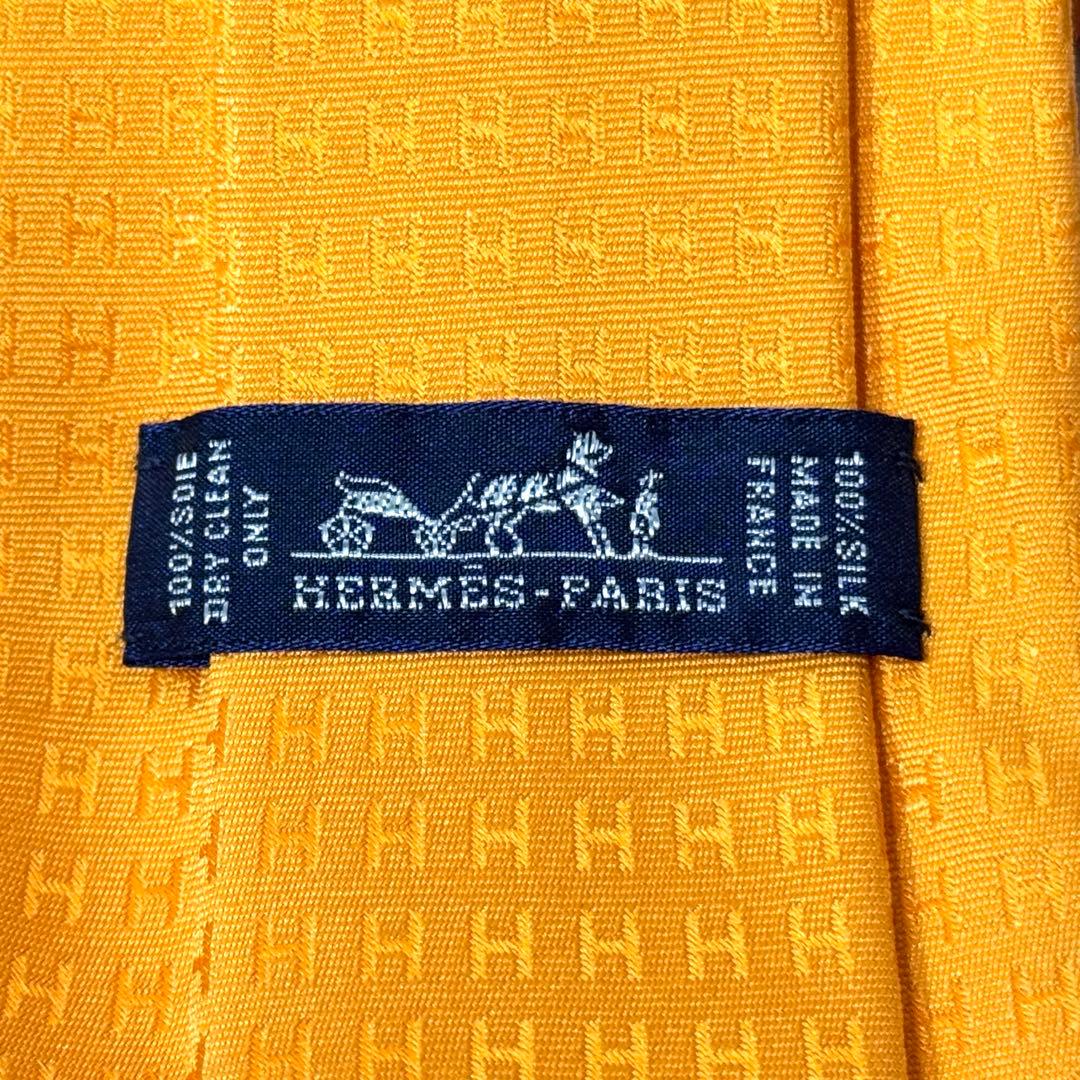 100%SOIE
DRY CLEAN
ONLY
HERMÈS-PARIS
100%SILK
MADE IN
FRANCE